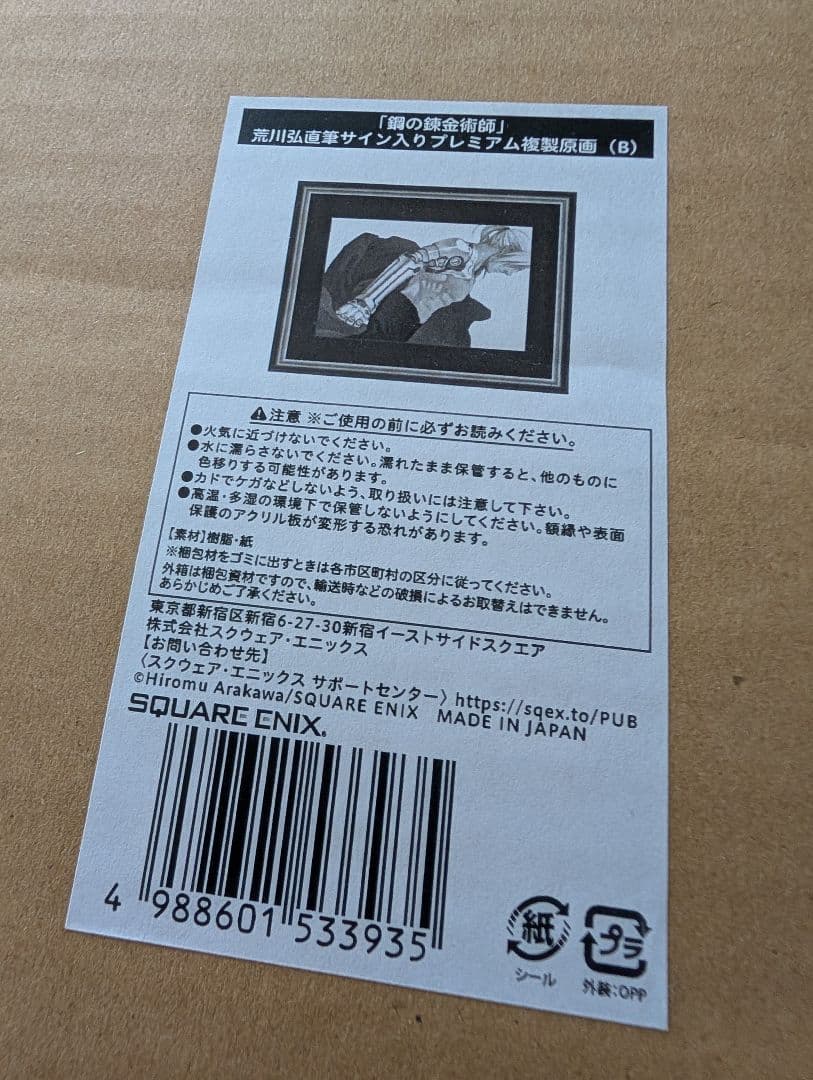 「鋼の錬金術師」
荒川弘直筆サイン入りプレミアム複製原画（B）
⚠注意 ※ご使用の前に必ずお読みください。
●火気に近づけないでください。
●水に濡らさないでください。濡れたまま保管すると、他のものに
色移りする可能性があります。
●カドでケガなどしないよう、取り扱いには注意して下さい。
●高温・多湿の環境下で保管しないようにしてください。額縁や表面
保護のアクリル板が変形する恐れがあります。
【素材】樹脂・紙
※梱包材をゴミに出すときは各市区町村の区分に従ってください。
外箱は梱包資材ですので、輸送時などの破損によるお取替えはできません。
あらかじめご了承ください。
東京都新宿区新宿6-27-30新宿イーストサイドスクエア
株式会社スクウェア・エニックス
【お問い合わせ先】
〈スクウェア・エニックス サポートセンター〉https://sqex.to/PUB
©Hiromu Arakawa/SQUARE ENIX MADE IN JAPAN
SQUARE ENIX.
4 988601 533935
紙
シール
プラ
外装:OPP